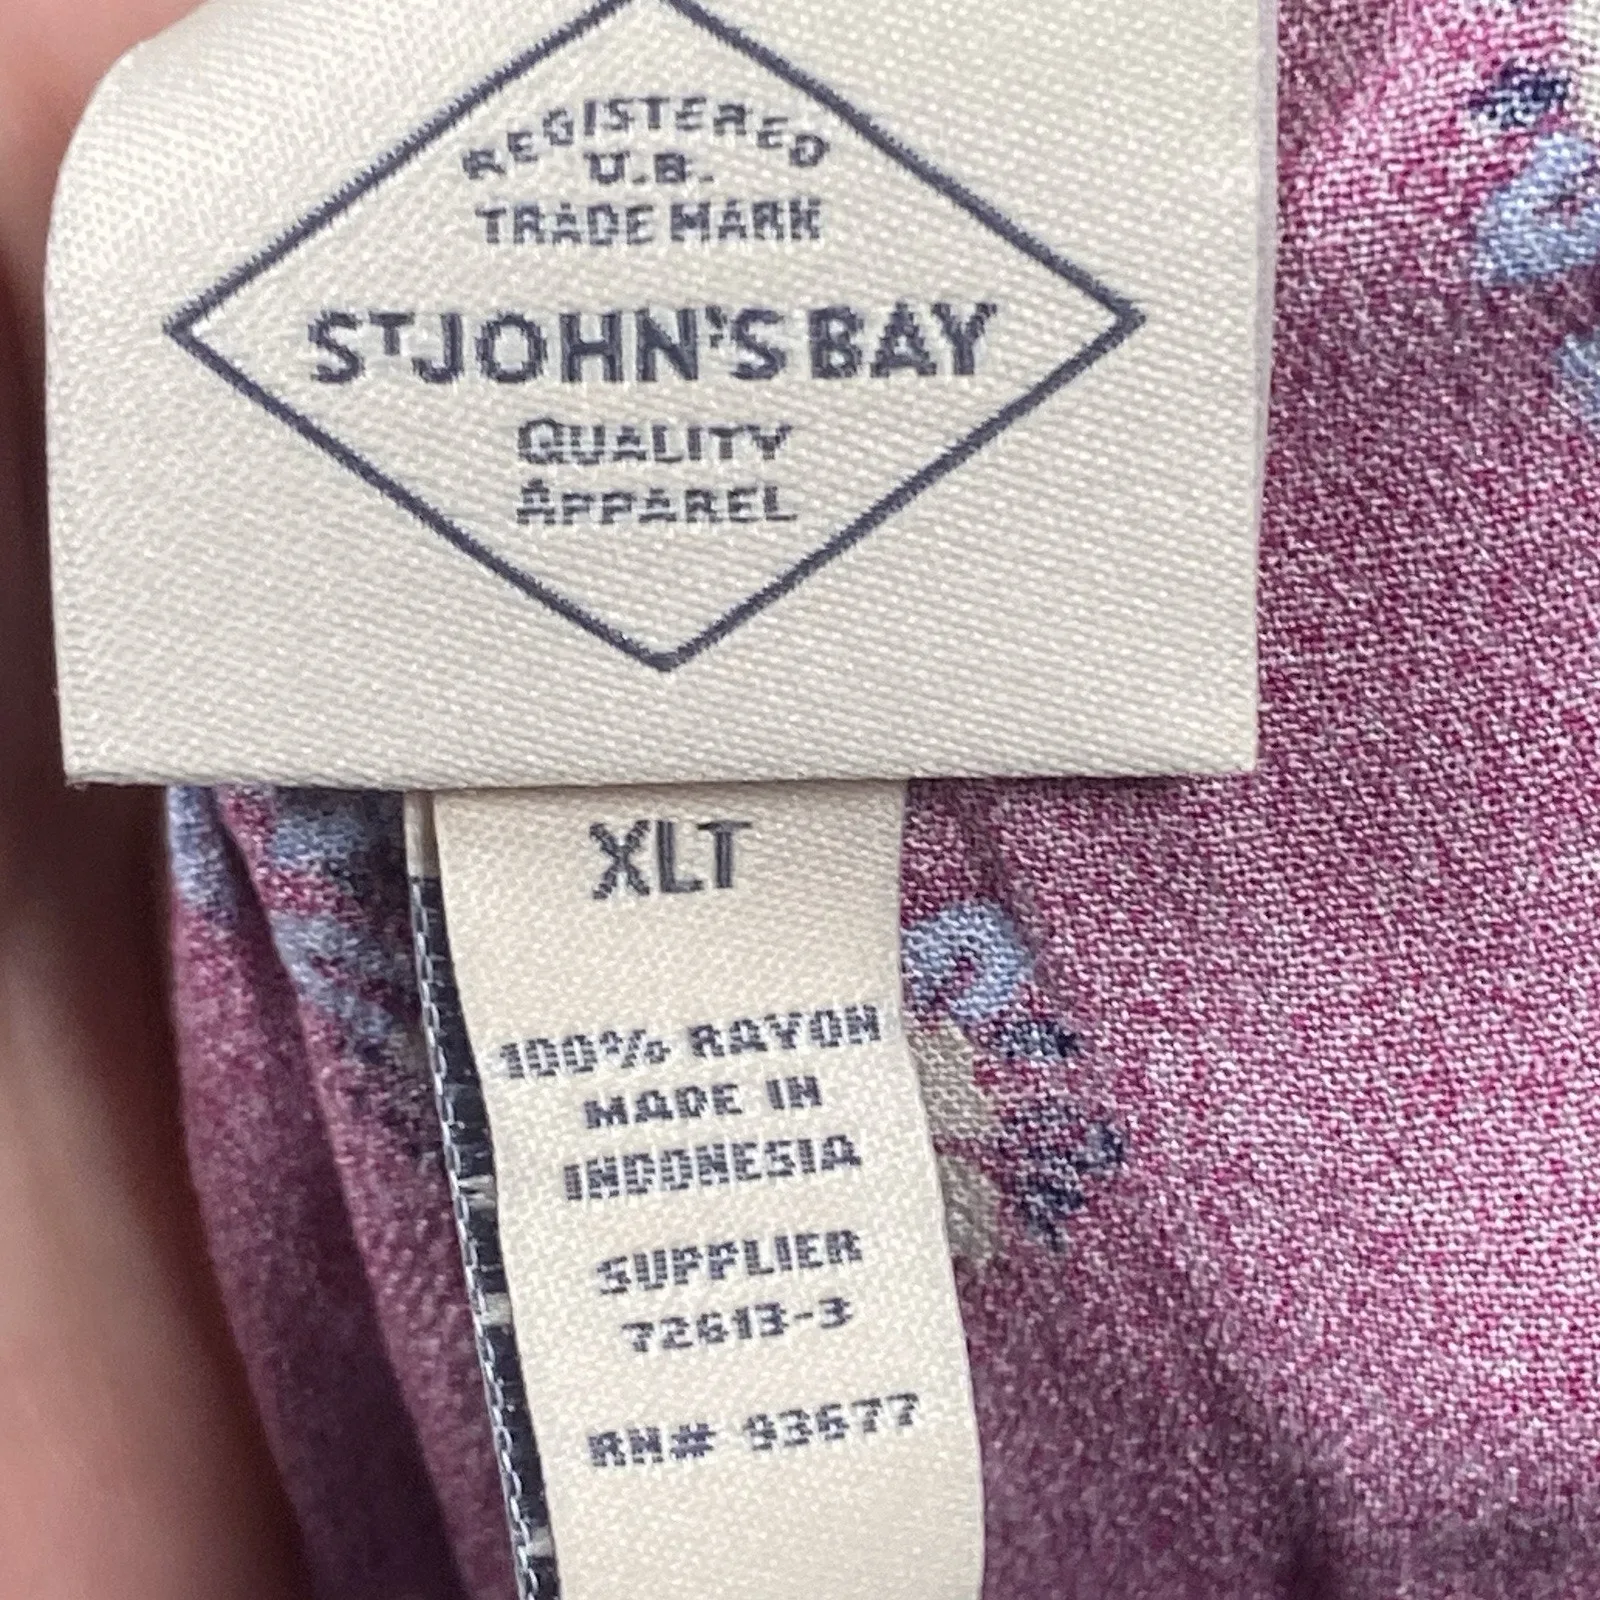 REGISTERED
U.S.
TRADE MARK
ST JOHN'S BAY
QUALITY
APPAREL
XLT
100% RAYON
MADE IN
INDONESIA
SUPPLIER
72613-3
RN# 93677